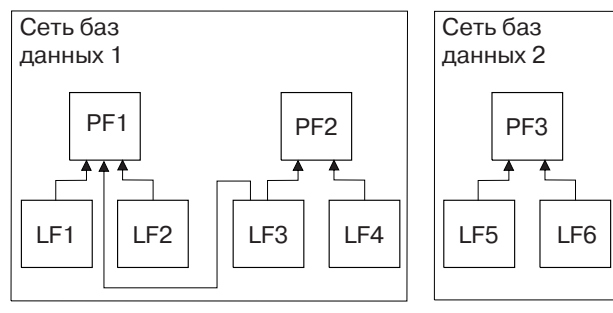 Сеть баз
данных 1
Сеть баз
данных 2
PF1
PF2
PF3
LF1
LF2
LF3
LF4
LF5
LF6